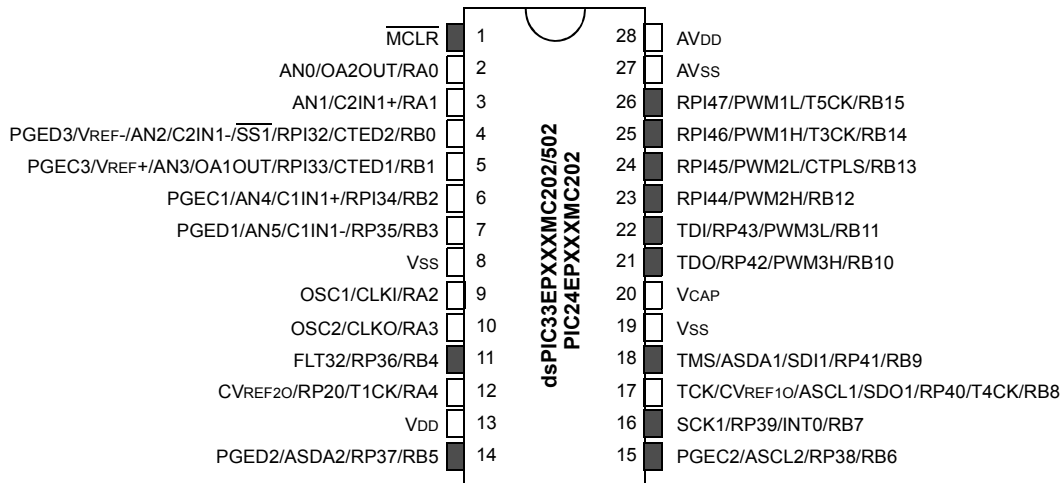 MCLR 1 28 AVDD
AN0/OA2OUT/RA0 2 27 AVSS
AN1/C2IN1+/RA1 3 26 RPI47/PWM1L/T5CK/RB15
PGED3/VREF-/AN2/C2IN1-/SS1/RPI32/CTED2/RB0 4 25 RPI46/PWM1H/T3CK/RB14
PGEC3/VREF+/AN3/OA1OUT/RPI33/CTED1/RB1 5 24 RPI45/PWM2L/CTPLS/RB13
PGEC1/AN4/C1IN1+/RPI34/RB2 6 23 RPI44/PWM2H/RB12
PGED1/AN5/C1IN1-/RP35/RB3 7 22 TDI/RP43/PWM3L/RB11
VSS 8 21 TDO/RP42/PWM3H/RB10
OSC1/CLKI/RA2 9 20 VCAP
OSC2/CLKO/RA3 10 19 VSS
FLT32/RP36/RB4 11 18 TMS/ASDA1/SDI1/RP41/RB9
CVREF2O/RP20/T1CK/RA4 12 17 TCK/CVREF1O/ASCL1/SDO1/RP40/T4CK/RB8
VDD 13 16 SCK1/RP39/INT0/RB7
PGED2/ASDA2/RP37/RB5 14 15 PGEC2/ASCL2/RP38/RB6
dsPIC33EPXXXMC202/502
PIC24EPXXXMC202